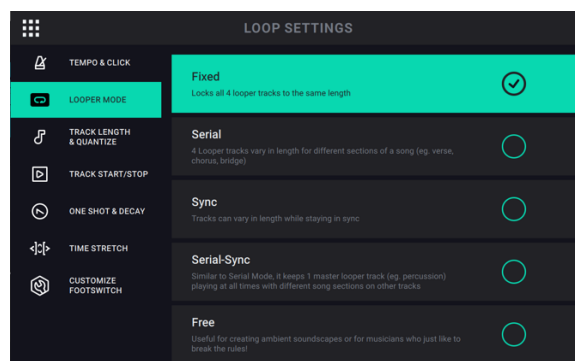 LOOP SETTINGS
TEMPO & CLICK
LOOPER MODE
TRACK LENGTH
& QUANTIZE
TRACK START/STOP
ONE SHOT & DECAY
TIME STRETCH
CUSTOMIZE
FOOTSWITCH
Fixed
Locks all 4 looper tracks to the same length
Serial
4 Looper tracks vary in length for different sections of a song (eg. verse,
chorus, bridge)
Sync
Tracks can vary in length while staying in sync
Serial-Sync
Similar to Serial Mode, it keeps 1 master looper track (eg. percussion)
playing at all times with different song sections on other tracks
Free
Useful for creating ambient soundscapes or for musicians who just like to
break the rules!